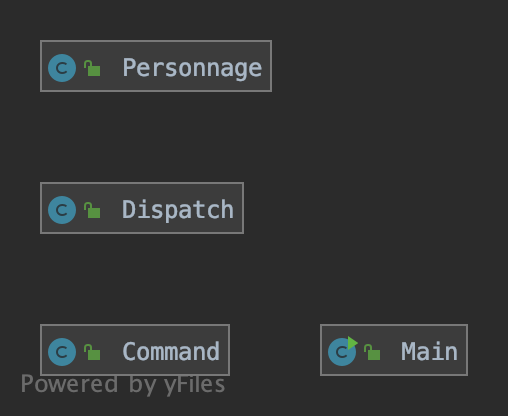 Personnage
Dispatch
Command
Main
Powered by yFiles